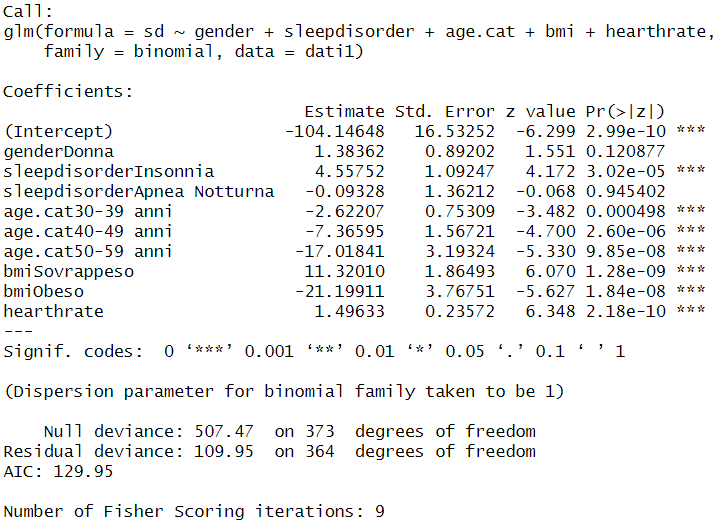 Call:
glm(formula = sd ~ gender + sleepdisorder + age.cat + bmi + hearthrate,
    family = binomial, data = dati1)

Coefficients:
                             Estimate Std. Error z value Pr(>|z|)
(Intercept)                -104.14648   16.53252  -6.299 2.99e-10 ***
genderDonna                   1.38362    0.89202   1.551 0.120877
sleepdisorderInsonnia         4.55752    1.09247   4.172 3.02e-05 ***
sleepdisorderApnea Notturna  -0.09328    1.36212  -0.068 0.945402
age.cat30-39 anni            -2.62207    0.75309  -3.482 0.000498 ***
age.cat40-49 anni            -7.36595    1.56721  -4.700 2.60e-06 ***
age.cat50-59 anni           -17.01841    3.19324  -5.330 9.85e-08 ***
bmiSovrappeso                11.32010    1.86493   6.070 1.28e-09 ***
bmiObeso                    -21.19911    3.76751  -5.627 1.84e-08 ***
hearthrate                    1.49633    0.23572   6.348 2.18e-10 ***
---
Signif. codes:  0 ‘***’ 0.001 ‘**’ 0.01 ‘*’ 0.05 ‘.’ 0.1 ‘ ’ 1

(Dispersion parameter for binomial family taken to be 1)

    Null deviance: 507.47  on 373  degrees of freedom
Residual deviance: 109.95  on 364  degrees of freedom
AIC: 129.95

Number of Fisher Scoring iterations: 9